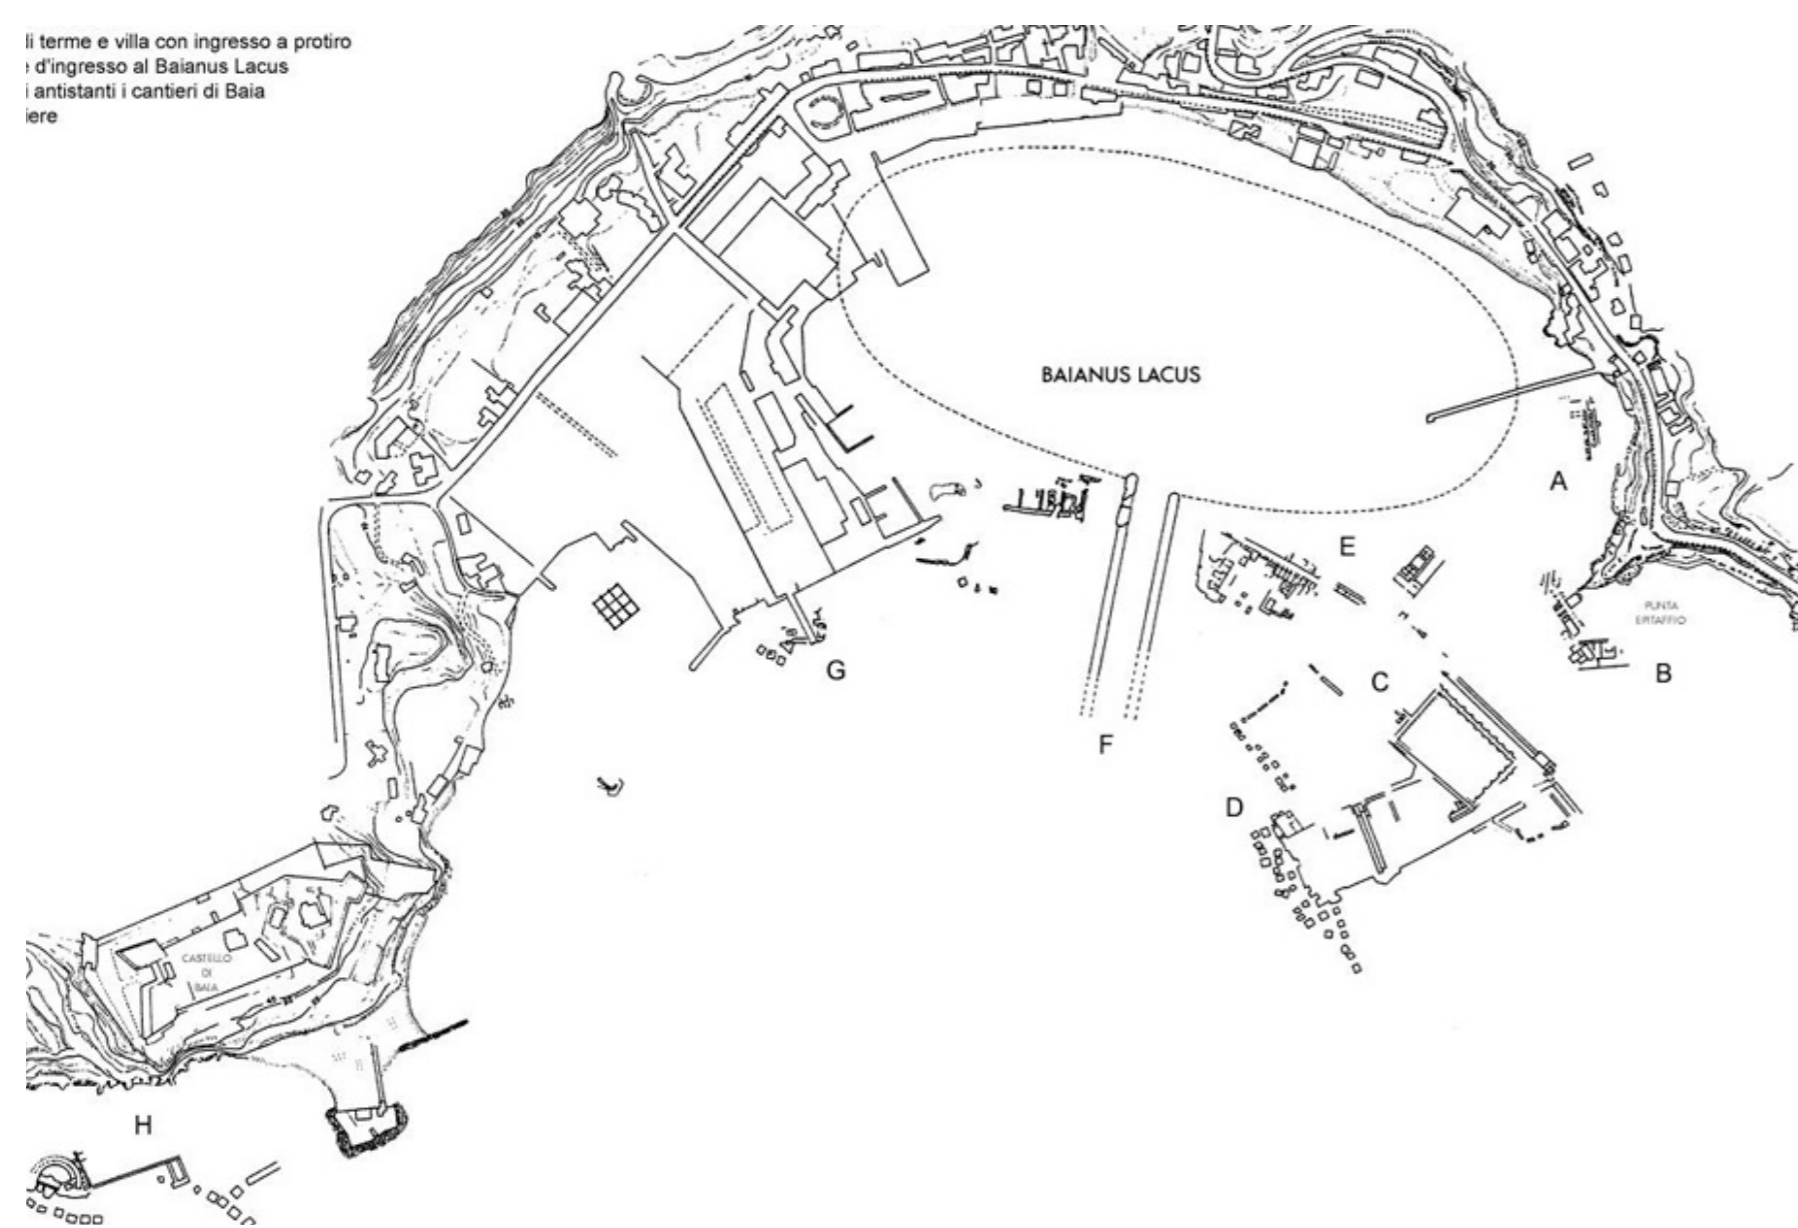 li terme e villa con ingresso a protiro
e d'ingresso al Baianus Lacus
i antistanti i cantieri di Baia
iere
BAIANUS LACUS
A
E
PUNTA
EPITAFFIO
B
G
C
F
D
CASTELLO
DI
BAIA
H